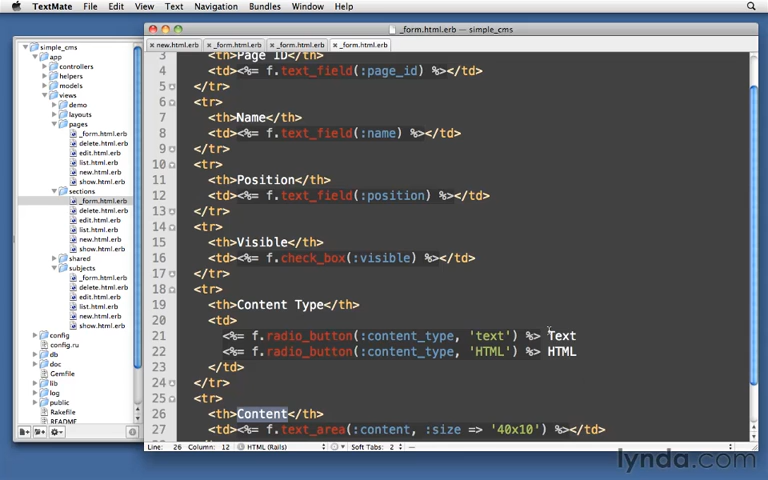 TextMate File Edit View Text Navigation Bundles Window Help
_form.html.erb — simple_cms
new.html.erb _form.html.erb _form.html.erb _form.html.erb
simple_cms
app
controllers
helpers
models
views
demo
layouts
pages
_form.html.erb
delete.html.erb
edit.html.erb
list.html.erb
new.html.erb
show.html.erb
sections
_form.html.erb
delete.html.erb
edit.html.erb
list.html.erb
new.html.erb
show.html.erb
shared
subjects
_form.html.erb
delete.html.erb
edit.html.erb
list.html.erb
new.html.erb
show.html.erb
config
config.ru
db
doc
Gemfile
lib
log
public
Rakefile
README
3 <th>Page ID</th>
4 <td><%= f.text_field(:page_id) %></td>
5 </tr>
6 <tr>
7 <th>Name</th>
8 <td><%= f.text_field(:name) %></td>
9 </tr>
10 <tr>
11 <th>Position</th>
12 <td><%= f.text_field(:position) %></td>
13 </tr>
14 <tr>
15 <th>Visible</th>
16 <td><%= f.check_box(:visible) %></td>
17 </tr>
18 <tr>
19 <th>Content Type</th>
20 <td>
21 <%= f.radio_button(:content_type, 'text') %> Text
22 <%= f.radio_button(:content_type, 'HTML') %> HTML
23 </td>
24 </tr>
25 <tr>
26 <th>Content</th>
27 <td><%= f.text_area(:content, :size => '40x10') %></td>
Line: 26 Column: 12 HTML (Rails) Soft Tabs: 2 —
lynda.com